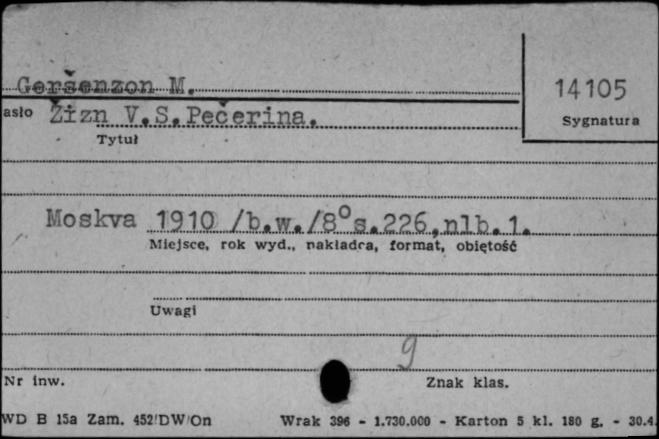 Geršenzon M.
14105
asło Žizn V.S.Pečerina.
Sygnatura
Tytuł
Moskva 1910 /b.w./8°s.226,nlb.1.
Miejsce, rok wyd., nakładca, format, objętość
Uwagi
9
Nr inw.
Znak klas.
WD B 15a Zam. 452/DW/On Wrak 396 - 1.730.000 - Karton 5 kl. 180 g. - 30.4.